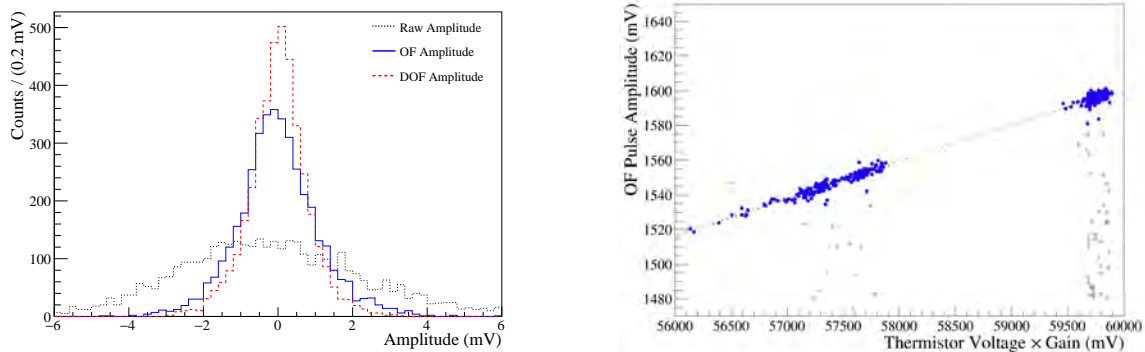 Counts / (0.2 mV)
500
400
300
200
100
0
Raw Amplitude
OF Amplitude
DOF Amplitude
−6 −4 −2 0 2 4 6
Amplitude (mV)
OF Pulse Amplitude (mV)
1640
1620
1600
1580
1560
1540
1520
1500
1480
56000 56500 57000 57500 58000 58500 59000 59500 60000
Thermistor Voltage × Gain (mV)